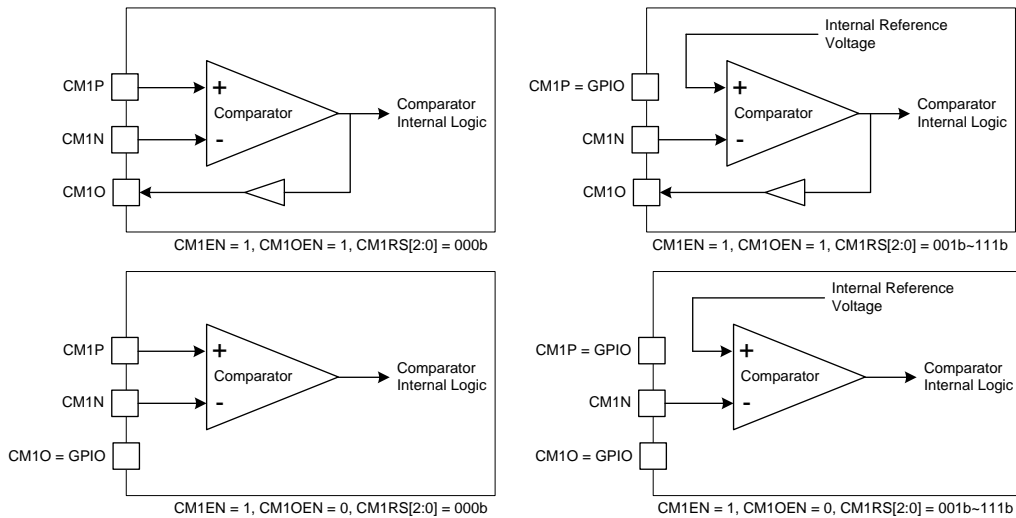 CM1P
CM1N
CM1O
+
-
Comparator
Comparator
Internal Logic
CM1EN = 1, CM1OEN = 1, CM1RS[2:0] = 000b
Internal Reference
Voltage
CM1P = GPIO
CM1N
CM1O
+
-
Comparator
Comparator
Internal Logic
CM1EN = 1, CM1OEN = 1, CM1RS[2:0] = 001b~111b
CM1P
CM1N
CM1O = GPIO
+
-
Comparator
Comparator
Internal Logic
CM1EN = 1, CM1OEN = 0, CM1RS[2:0] = 000b
Internal Reference
Voltage
CM1P = GPIO
CM1N
CM1O = GPIO
+
-
Comparator
Comparator
Internal Logic
CM1EN = 1, CM1OEN = 0, CM1RS[2:0] = 001b~111b